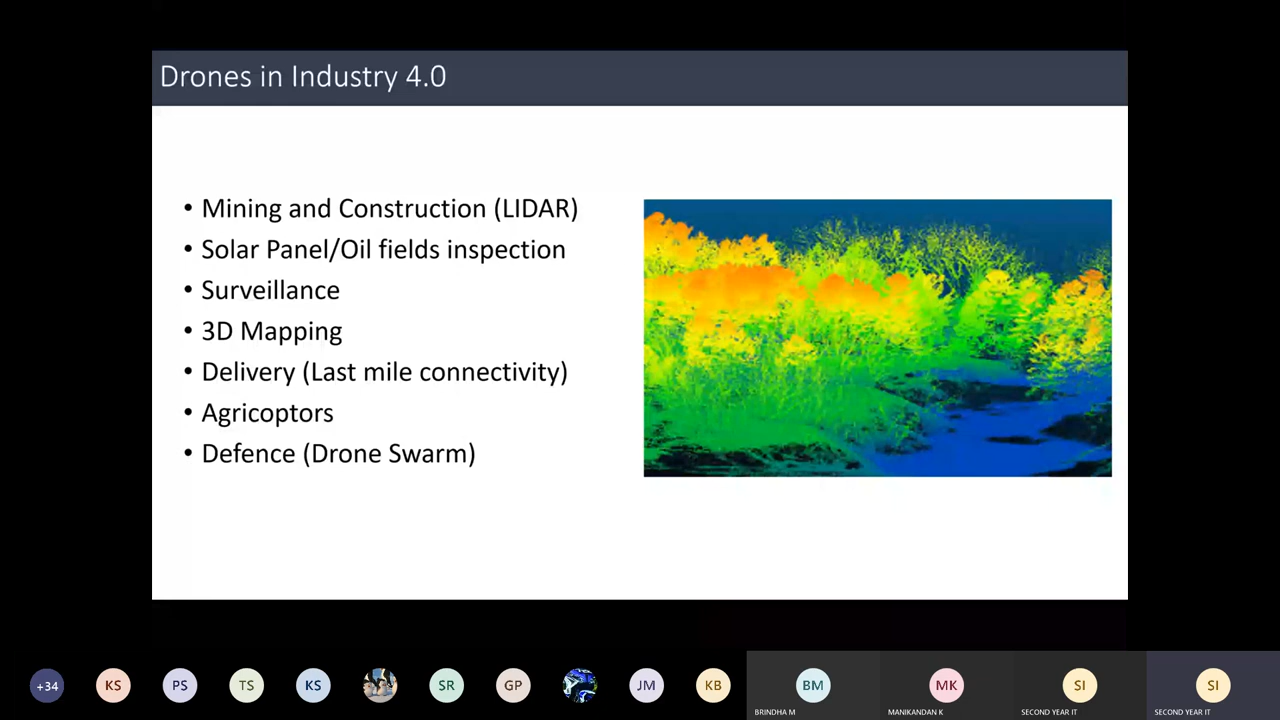 Drones in Industry 4.0
• Mining and Construction (LIDAR)
• Solar Panel/Oil fields inspection
• Surveillance
• 3D Mapping
• Delivery (Last mile connectivity)
• Agricoptors
• Defence (Drone Swarm)
+34 KS PS TS KS SR GP JM KB BM MK SI SI
BRINDHA M MANIKANDAN K SECOND YEAR IT SECOND YEAR IT